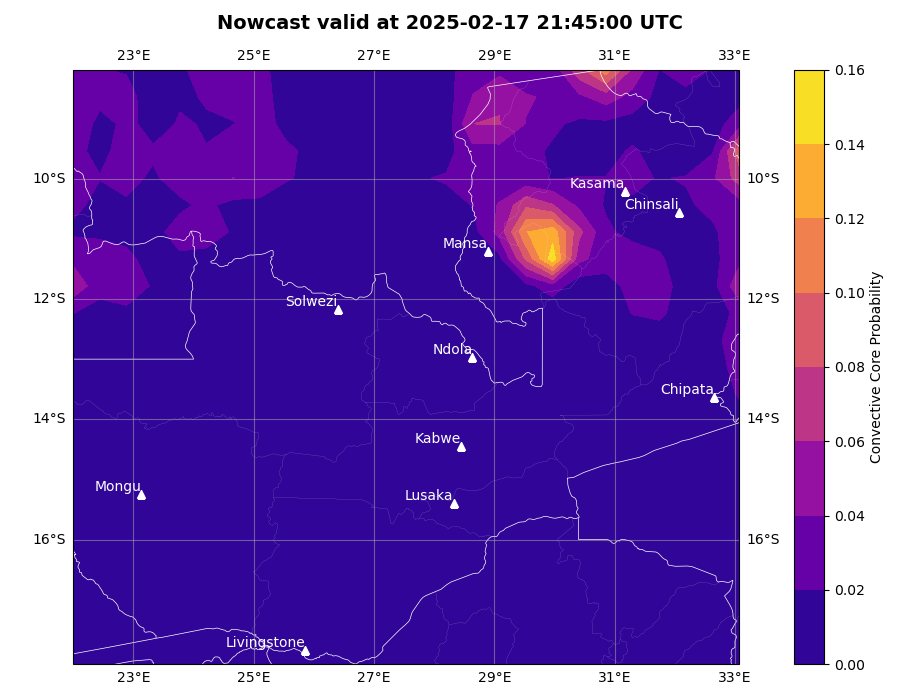 Nowcast valid at 2025-02-17 21:45:00 UTC
23°E 25°E 27°E 29°E 31°E 33°E
0.16
0.14
0.12
0.10
0.08
0.06
0.04
0.02
0.00
Convective Core Probability
10°S 10°S
12°S 12°S
14°S 14°S
16°S 16°S
Kasama
Chinsali
Mansa
Solwezi
Ndola
Chipata
Kabwe
Mongu
Lusaka
Livingstone
23°E 25°E 27°E 29°E 31°E 33°E